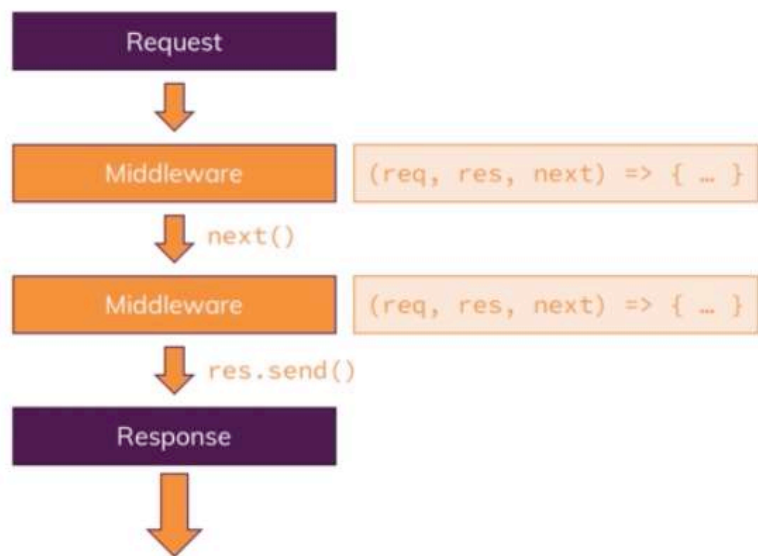 Request
Middleware
(req, res, next) => { … }
next()
Middleware
(req, res, next) => { … }
res.send()
Response